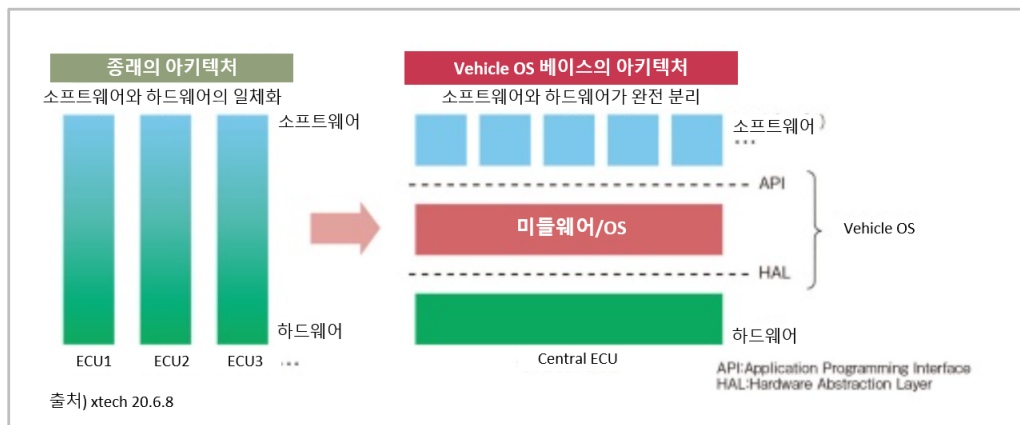 종래의 아키텍처
소프트웨어와 하드웨어의 일체화
소프트웨어
하드웨어
ECU1 ECU2 ECU3 ...
Vehicle OS 베이스의 아키텍처
소프트웨어와 하드웨어가 완전 분리
소프트웨어)
...
API
미들웨어/OS
Vehicle OS
HAL
하드웨어
Central ECU
API:Application Programming Interface
HAL:Hardware Abstraction Layer
출처) xtech 20.6.8